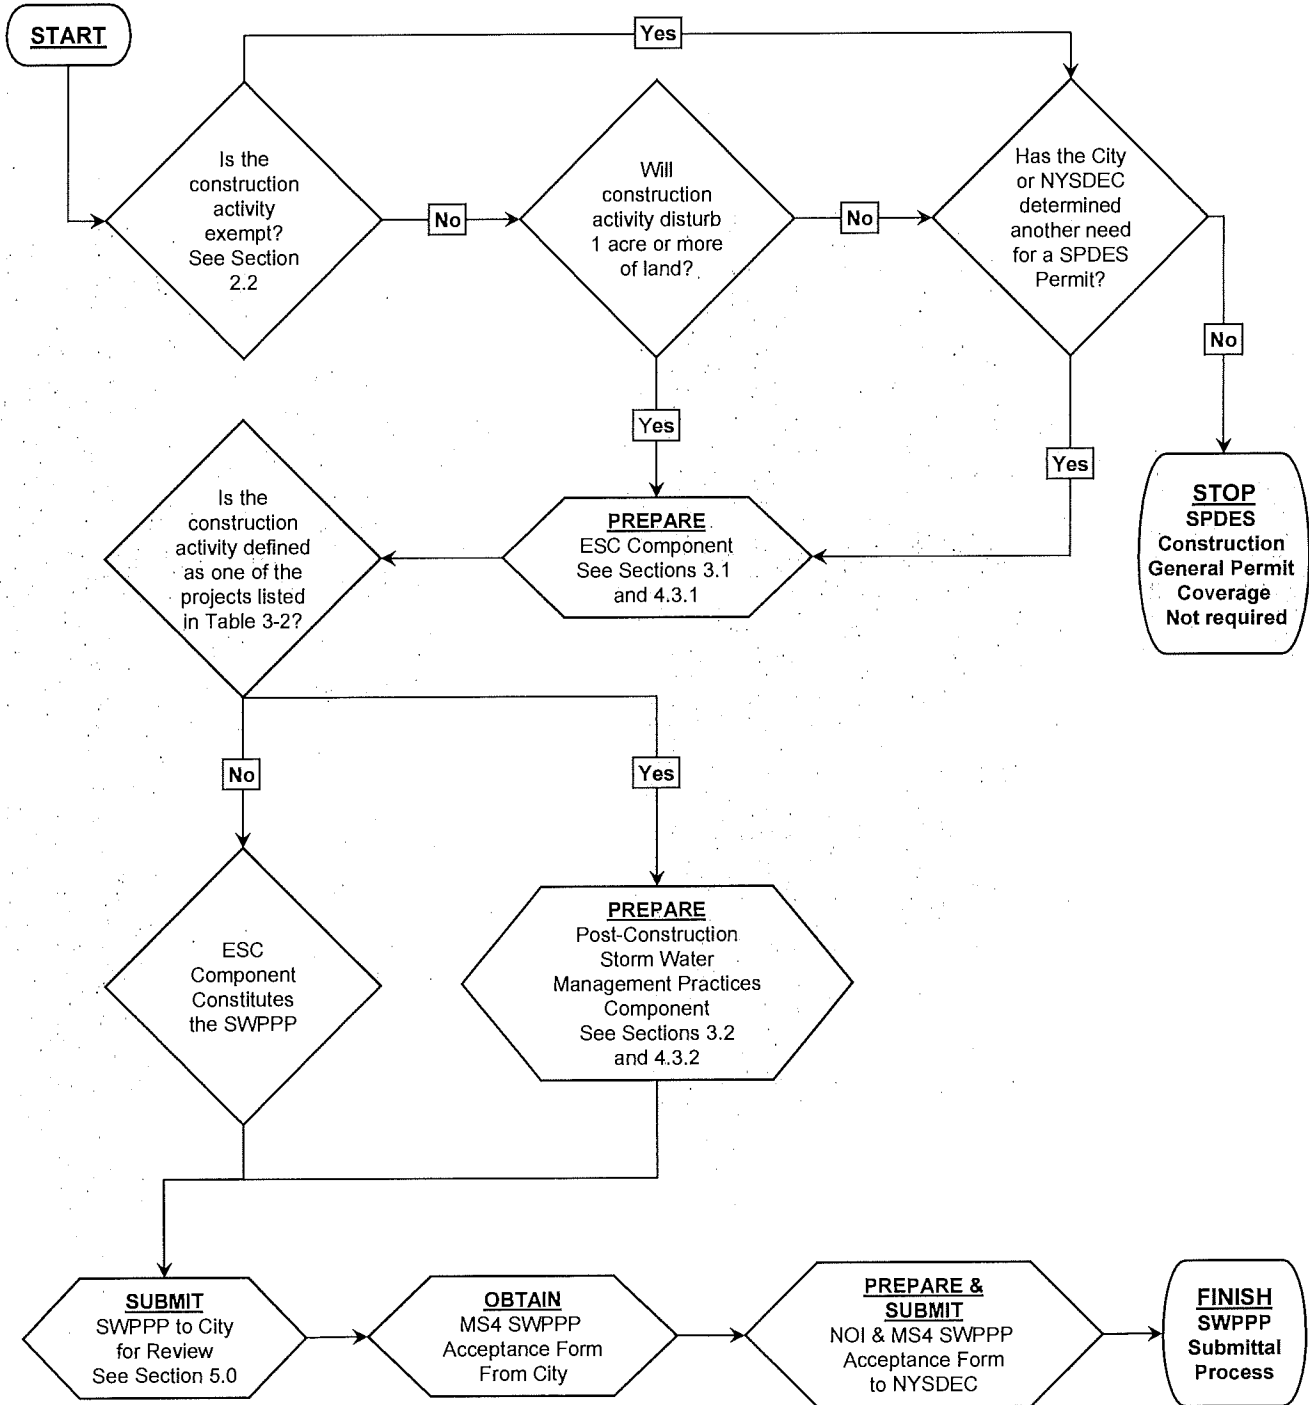 START
Yes
Is the
construction
activity
exempt?
See Section
2.2
No
Will
construction
activity disturb
1 acre or more
of land?
No
Has the City
or NYSDEC
determined
another need
for a SPDES
Permit?
No
Yes
Yes
STOP
SPDES
Construction
General Permit
Coverage
Not required
PREPARE
ESC Component
See Sections 3.1
and 4.3.1
Is the
construction
activity defined
as one of the
projects listed
in Table 3-2?
No
Yes
ESC
Component
Constitutes
the SWPPP
PREPARE
Post-Construction
Storm Water
Management Practices
Component
See Sections 3.2
and 4.3.2
SUBMIT
SWPPP to City
for Review
See Section 5.0
OBTAIN
MS4 SWPPP
Acceptance Form
From City
PREPARE &
SUBMIT
NOI & MS4 SWPPP
Acceptance Form
to NYSDEC
FINISH
SWPPP
Submittal
Process